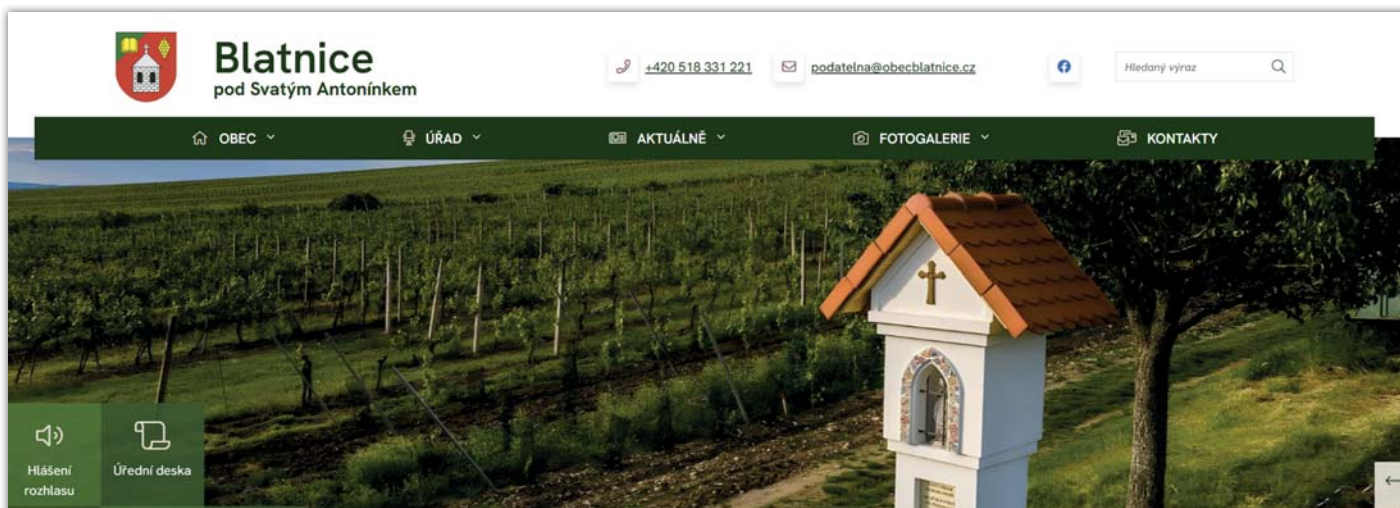 Blatnice
pod Svatým Antonínkem
+420 518 331 221
podatelna@obecblatnice.cz
Hledaný výraz
OBEC
ÚŘAD
AKTUÁLNĚ
FOTOGALERIE
KONTAKTY
Hlášení
rozhlasu
Úřední deska